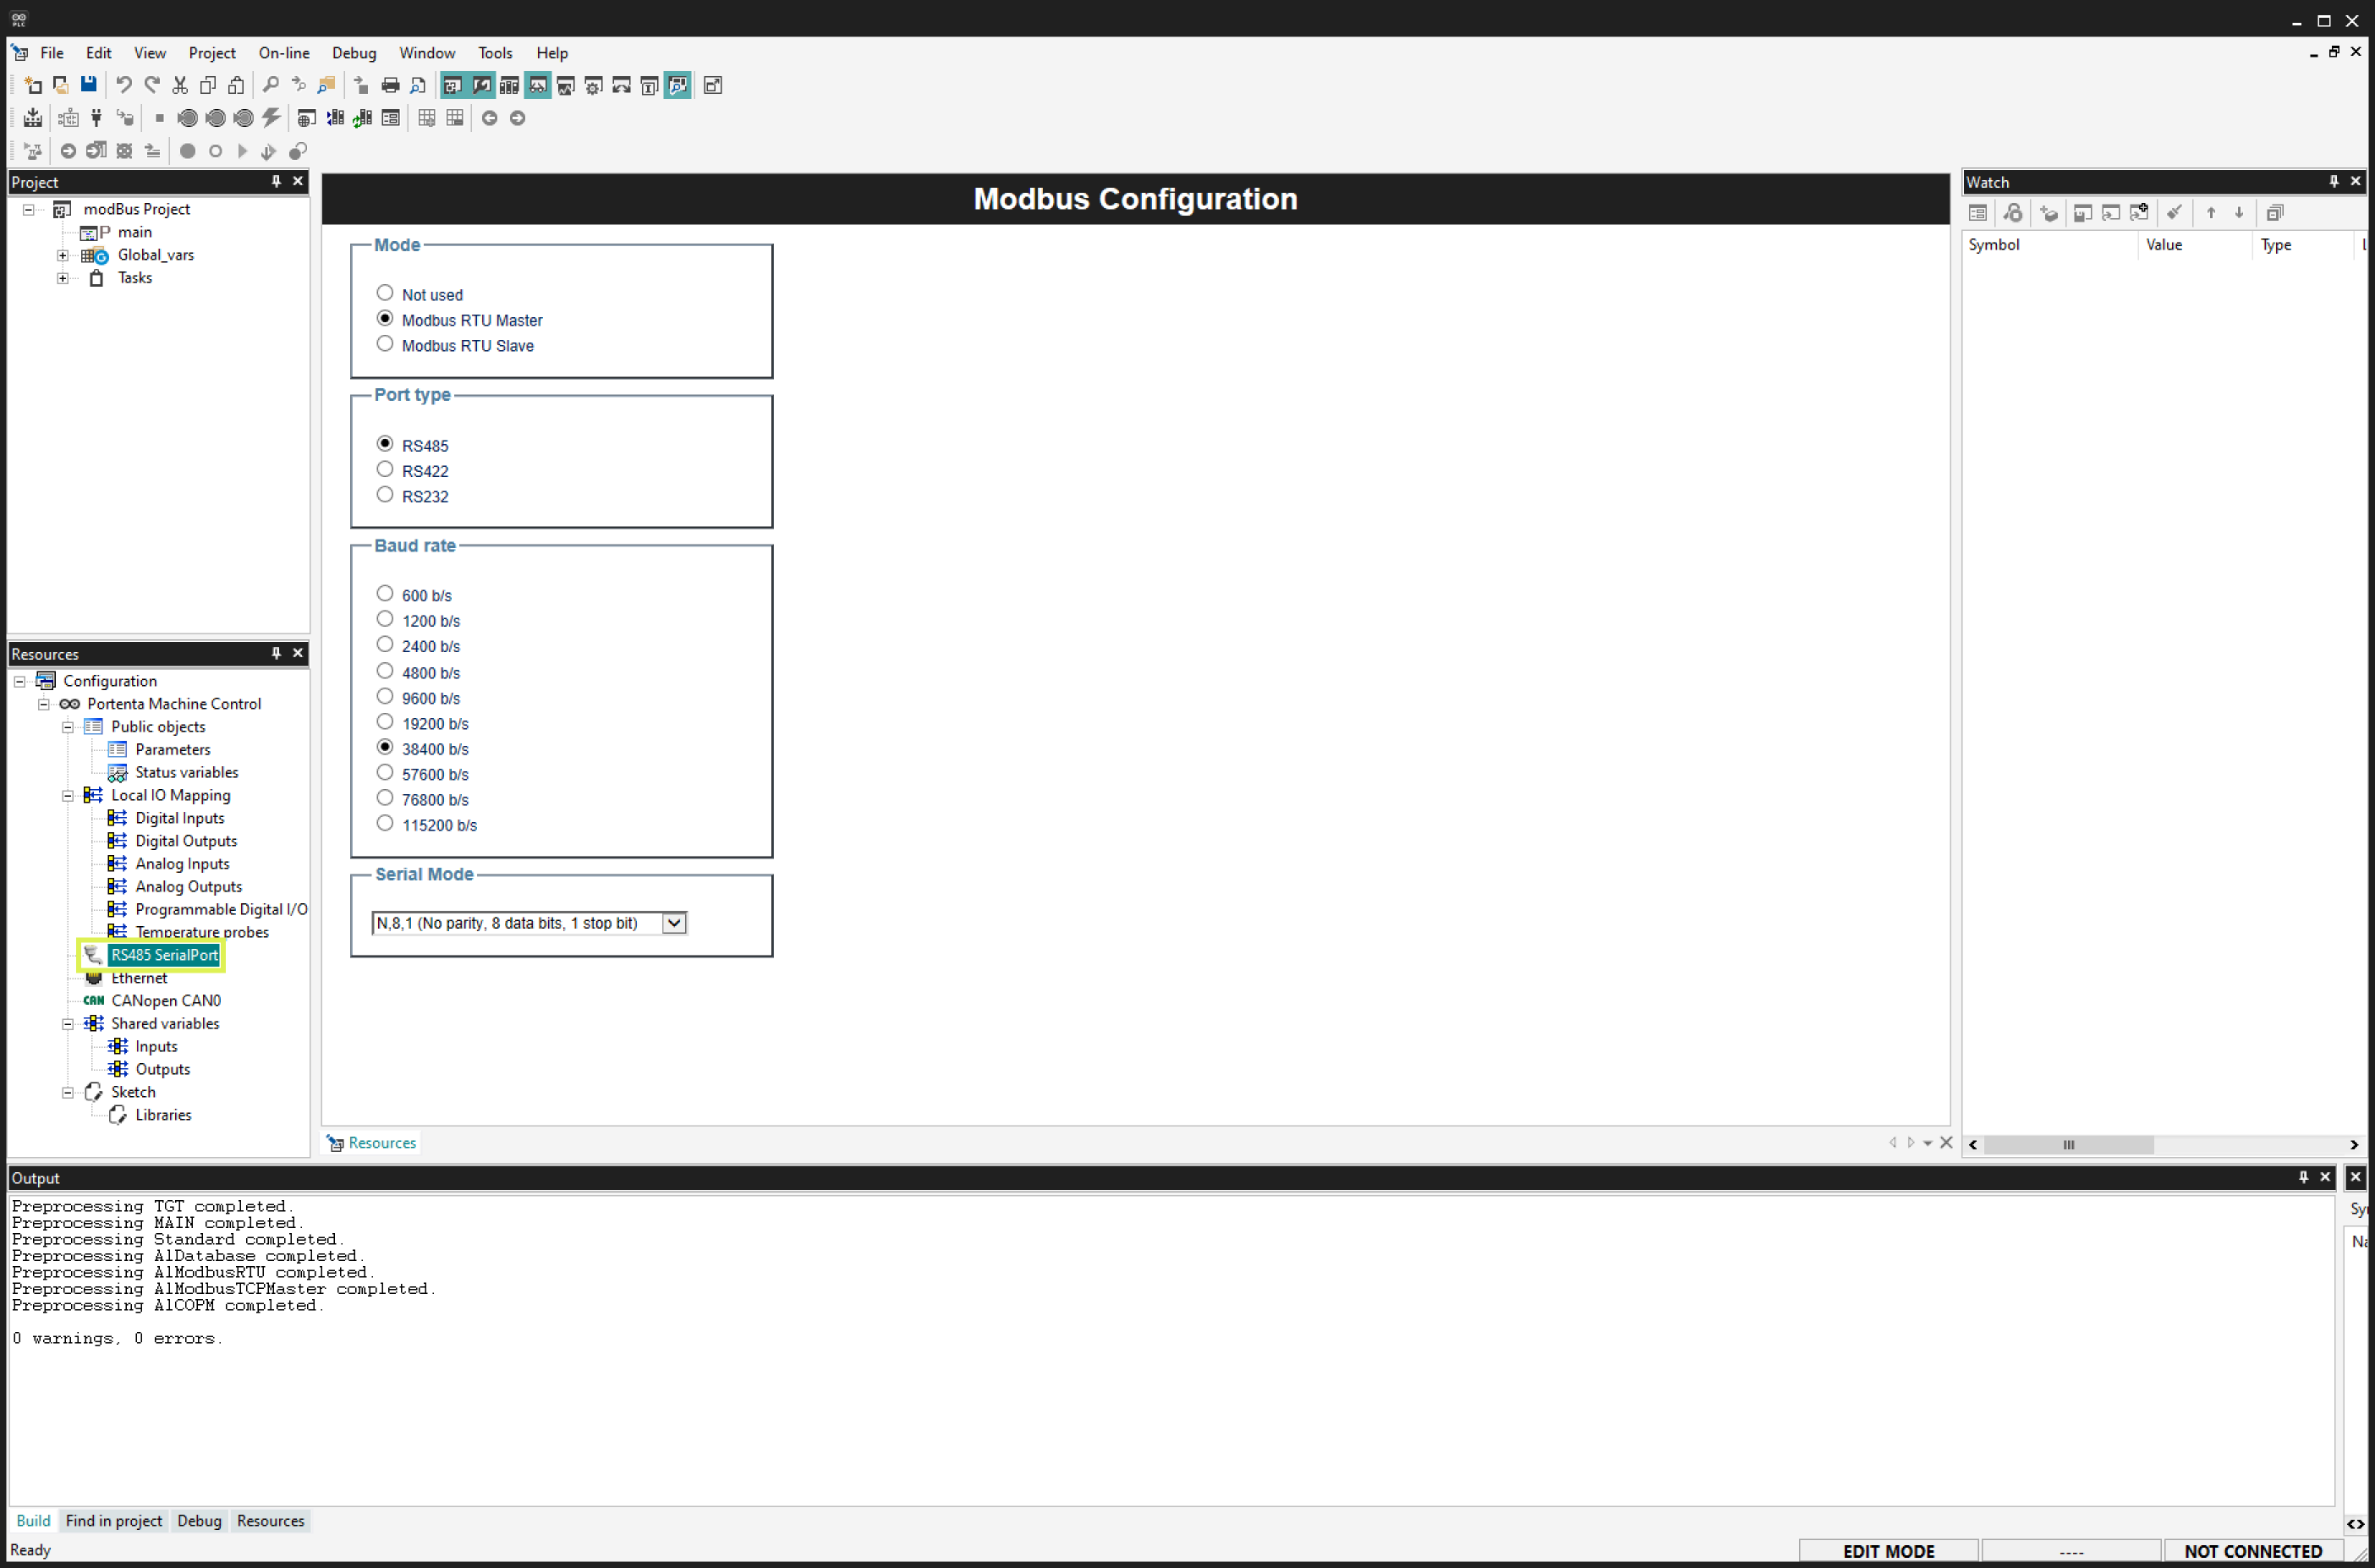 PLC
File Edit View Project On-line Debug Window Tools Help
Project
modBus Project
P main
Global_vars
Tasks
Resources
Configuration
Portenta Machine Control
Public objects
Parameters
Status variables
Local IO Mapping
Digital Inputs
Digital Outputs
Analog Inputs
Analog Outputs
Programmable Digital I/O
Temperature probes
RS485 SerialPort
Ethernet
CAN CANopen CAN0
Shared variables
Inputs
Outputs
Sketch
Libraries
Modbus Configuration
Mode
Not used
Modbus RTU Master
Modbus RTU Slave
Port type
RS485
RS422
RS232
Baud rate
600 b/s
1200 b/s
2400 b/s
4800 b/s
9600 b/s
19200 b/s
38400 b/s
57600 b/s
76800 b/s
115200 b/s
Serial Mode
N,8,1 (No parity, 8 data bits, 1 stop bit)
Resources
Watch
Symbol Value Type
Output
Preprocessing TGT completed.
Preprocessing MAIN completed.
Preprocessing Standard completed.
Preprocessing AlDatabase completed.
Preprocessing AlModbusRTU completed.
Preprocessing AlModbusTCPMaster completed.
Preprocessing AlCOPM completed.
0 warnings, 0 errors.
Sy
Na
Build Find in project Debug Resources
Ready
EDIT MODE ---- NOT CONNECTED